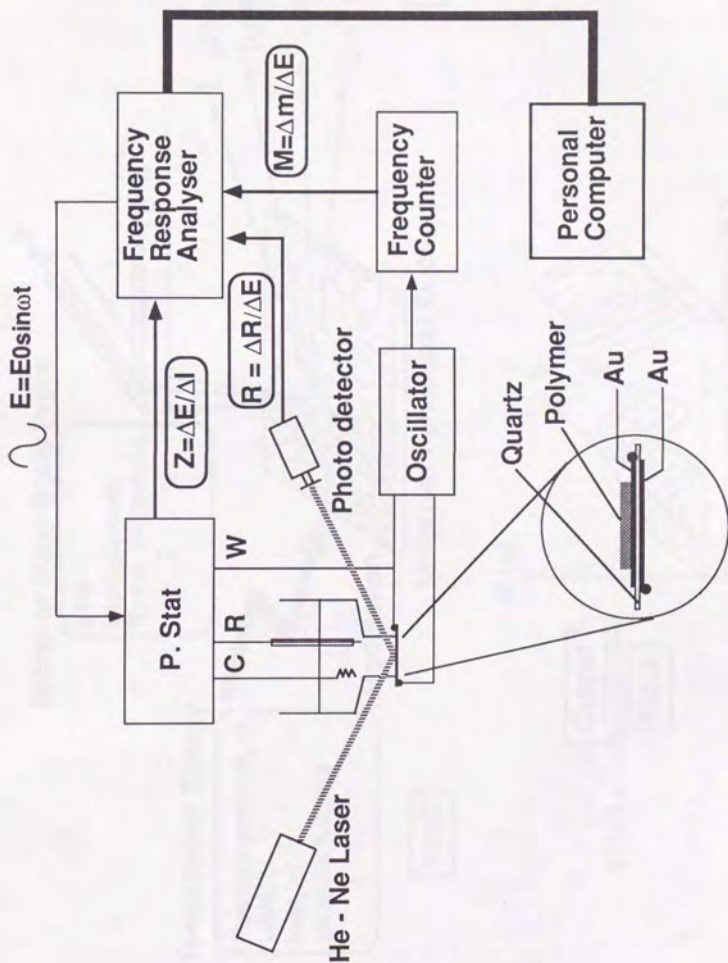 E=E0sinωt
P. Stat
Z=ΔE/ΔI
Frequency
Response
Analyser
C
R
W
R = ΔR/ΔE
M=Δm/ΔE
He - Ne Laser
Photo detector
Oscillator
Frequency
Counter
Quartz
Polymer
Au
Au
Personal
Computer